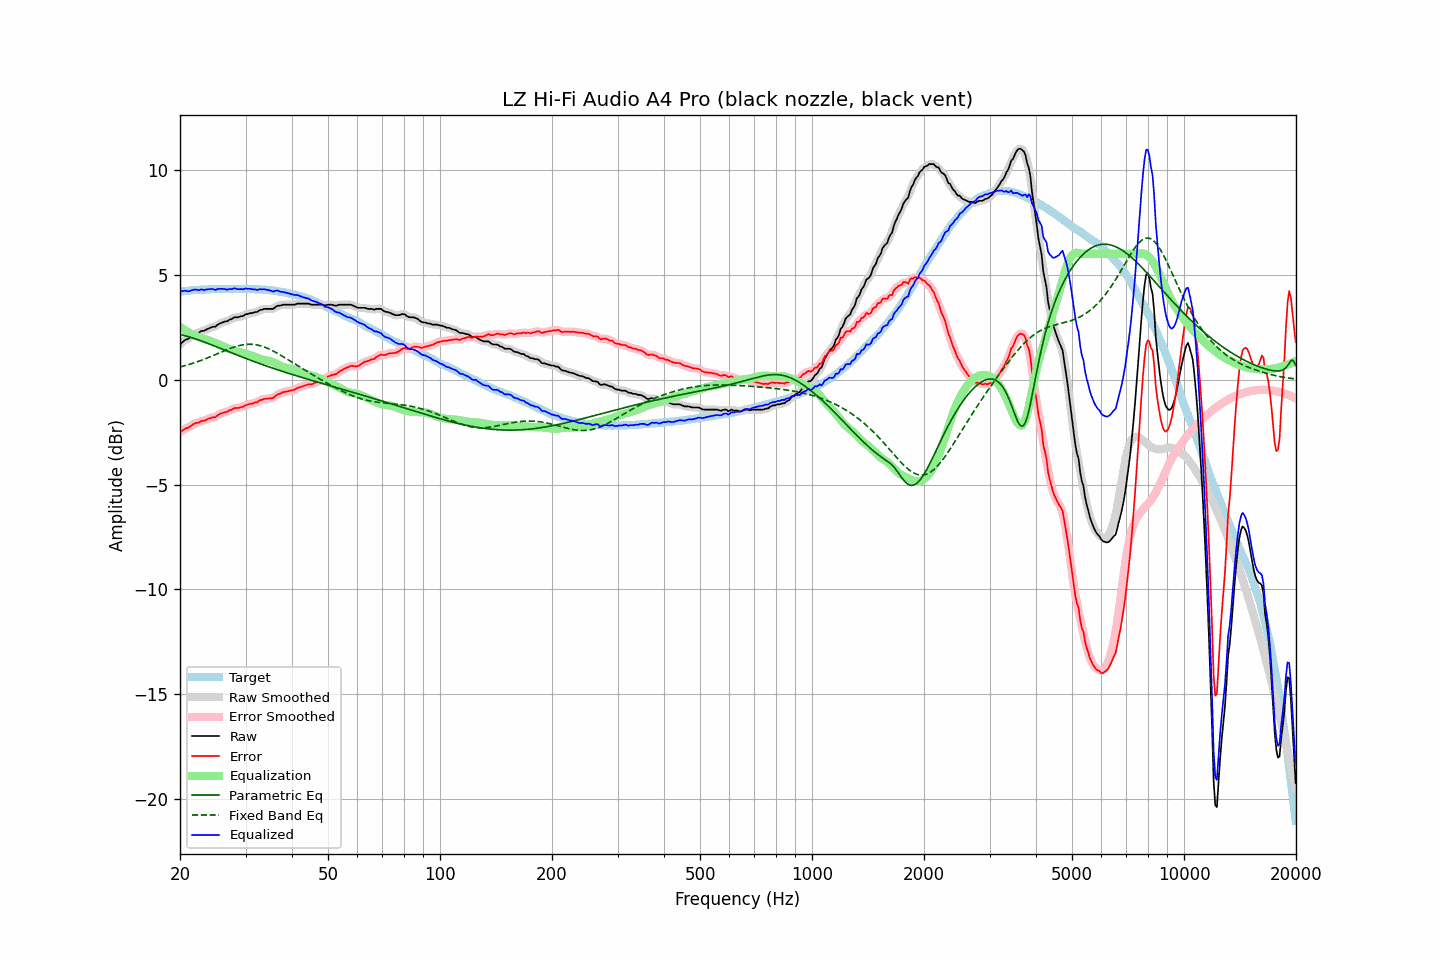 LZ Hi-Fi Audio A4 Pro (black nozzle, black vent)
Amplitude (dBr)
10
5
0
−5
−10
−15
−20
Target
Raw Smoothed
Error Smoothed
Raw
Error
Equalization
Parametric Eq
Fixed Band Eq
Equalized
20 50 100 200 500 1000 2000 5000 10000 20000
Frequency (Hz)